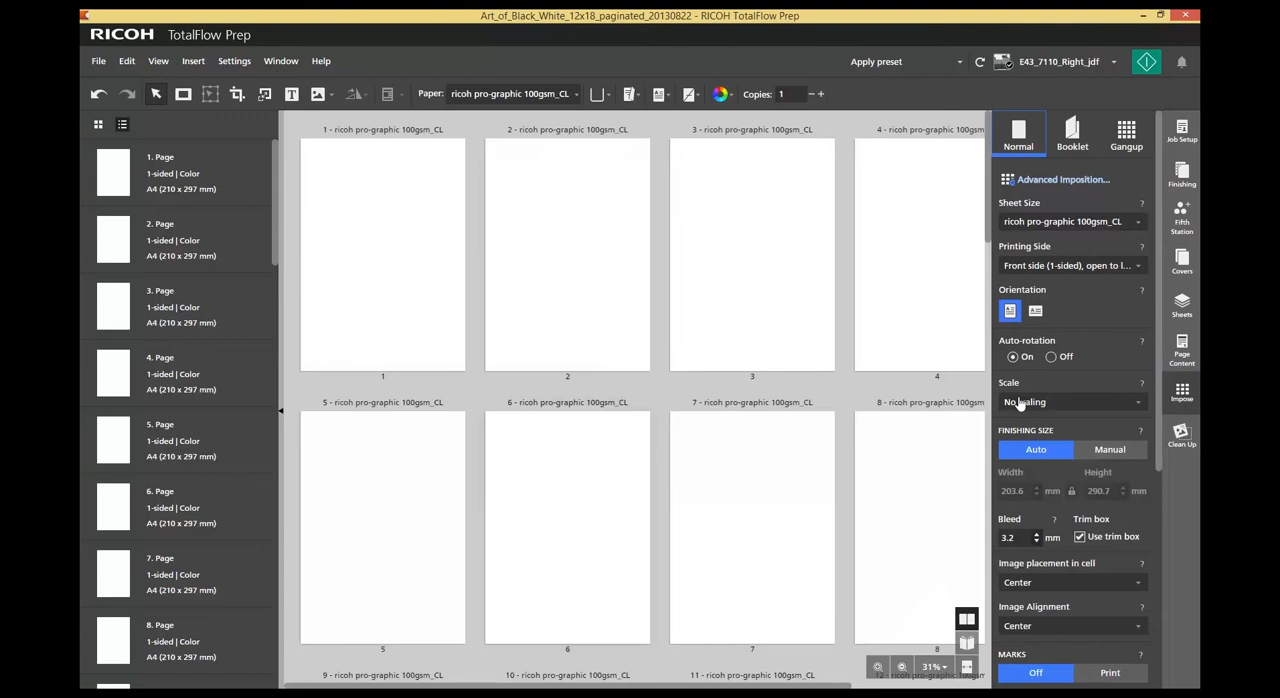 Art_of_Black_White_12x18_paginated_20130822 - RICOH TotalFlow Prep
RICOH TotalFlow Prep
File Edit View Insert Settings Window Help
Apply preset
E43_7110_Right_jdf
Paper: ricoh pro-graphic 100gsm_CL
Copies: 1 - +
1. Page
1-sided | Color
A4 (210 x 297 mm)
2. Page
1-sided | Color
A4 (210 x 297 mm)
3. Page
1-sided | Color
A4 (210 x 297 mm)
4. Page
1-sided | Color
A4 (210 x 297 mm)
5. Page
1-sided | Color
A4 (210 x 297 mm)
6. Page
1-sided | Color
A4 (210 x 297 mm)
7. Page
1-sided | Color
A4 (210 x 297 mm)
8. Page
1-sided | Color
A4 (210 x 297 mm)
1 - ricoh pro-graphic 100gsm_CL
2 - ricoh pro-graphic 100gsm_CL
3 - ricoh pro-graphic 100gsm_CL
4 - ricoh pro-graphic 100gsm
1
2
3
4
5 - ricoh pro-graphic 100gsm_CL
6 - ricoh pro-graphic 100gsm_CL
7 - ricoh pro-graphic 100gsm_CL
8 - ricoh pro-graphic 100gsm
5
6
7
8
9 - ricoh pro-graphic 100gsm_CL
10 - ricoh pro-graphic 100gsm_CL
11 - ricoh pro-graphic 100gsm_CL
12 - ricoh pro-graphic 100gsm
31%
Normal Booklet Gangup
Advanced Imposition...
Sheet Size ?
ricoh pro-graphic 100gsm_CL
Printing Side ?
Front side (1-sided), open to l...
Orientation ?
Auto-rotation ?
On Off
Scale ?
No scaling
FINISHING SIZE ?
Auto Manual
Width Height
203.6 mm 290.7 mm
Bleed ? Trim box
3.2 mm Use trim box
Image placement in cell ?
Center
Image Alignment ?
Center
MARKS ?
Off Print
Job Setup
Finishing
Fifth
Station
Covers
Sheets
Page
Content
Impose
Clean Up